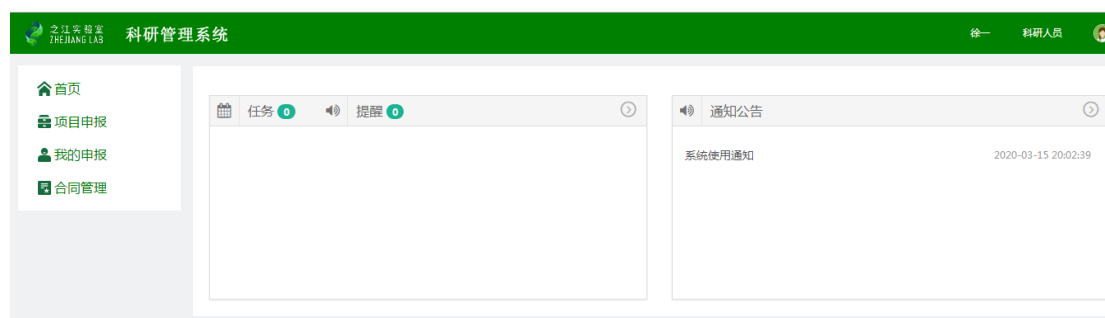 之江实验室 科研管理系统 徐一 科研人员
ZHEJIANG LAB
首页
项目申报
我的申报
合同管理
任务 0 提醒 0
通知公告
系统使用通知 2020-03-15 20:02:39